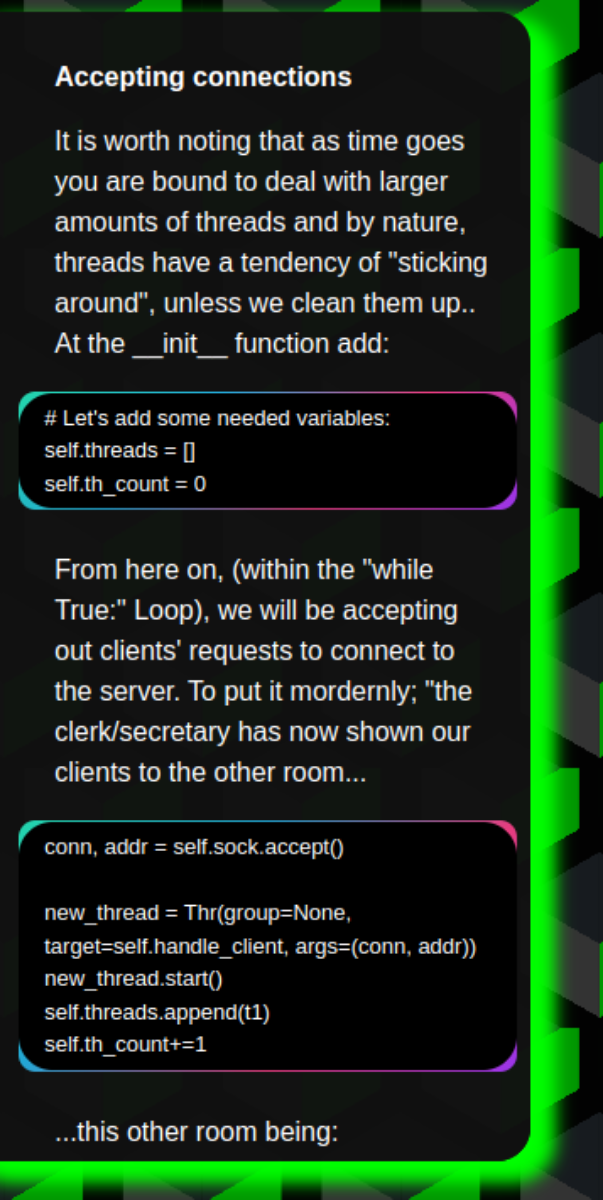 Accepting connections
It is worth noting that as time goes
you are bound to deal with larger
amounts of threads and by nature,
threads have a tendency of "sticking
around", unless we clean them up..
At the __init__ function add:
# Let's add some needed variables:
self.threads = []
self.th_count = 0
From here on, (within the "while
True:" Loop), we will be accepting
out clients' requests to connect to
the server. To put it mordernly; "the
clerk/secretary has now shown our
clients to the other room...
conn, addr = self.sock.accept()
new_thread = Thr(group=None,
target=self.handle_client, args=(conn, addr))
new_thread.start()
self.threads.append(t1)
self.th_count+=1
...this other room being: